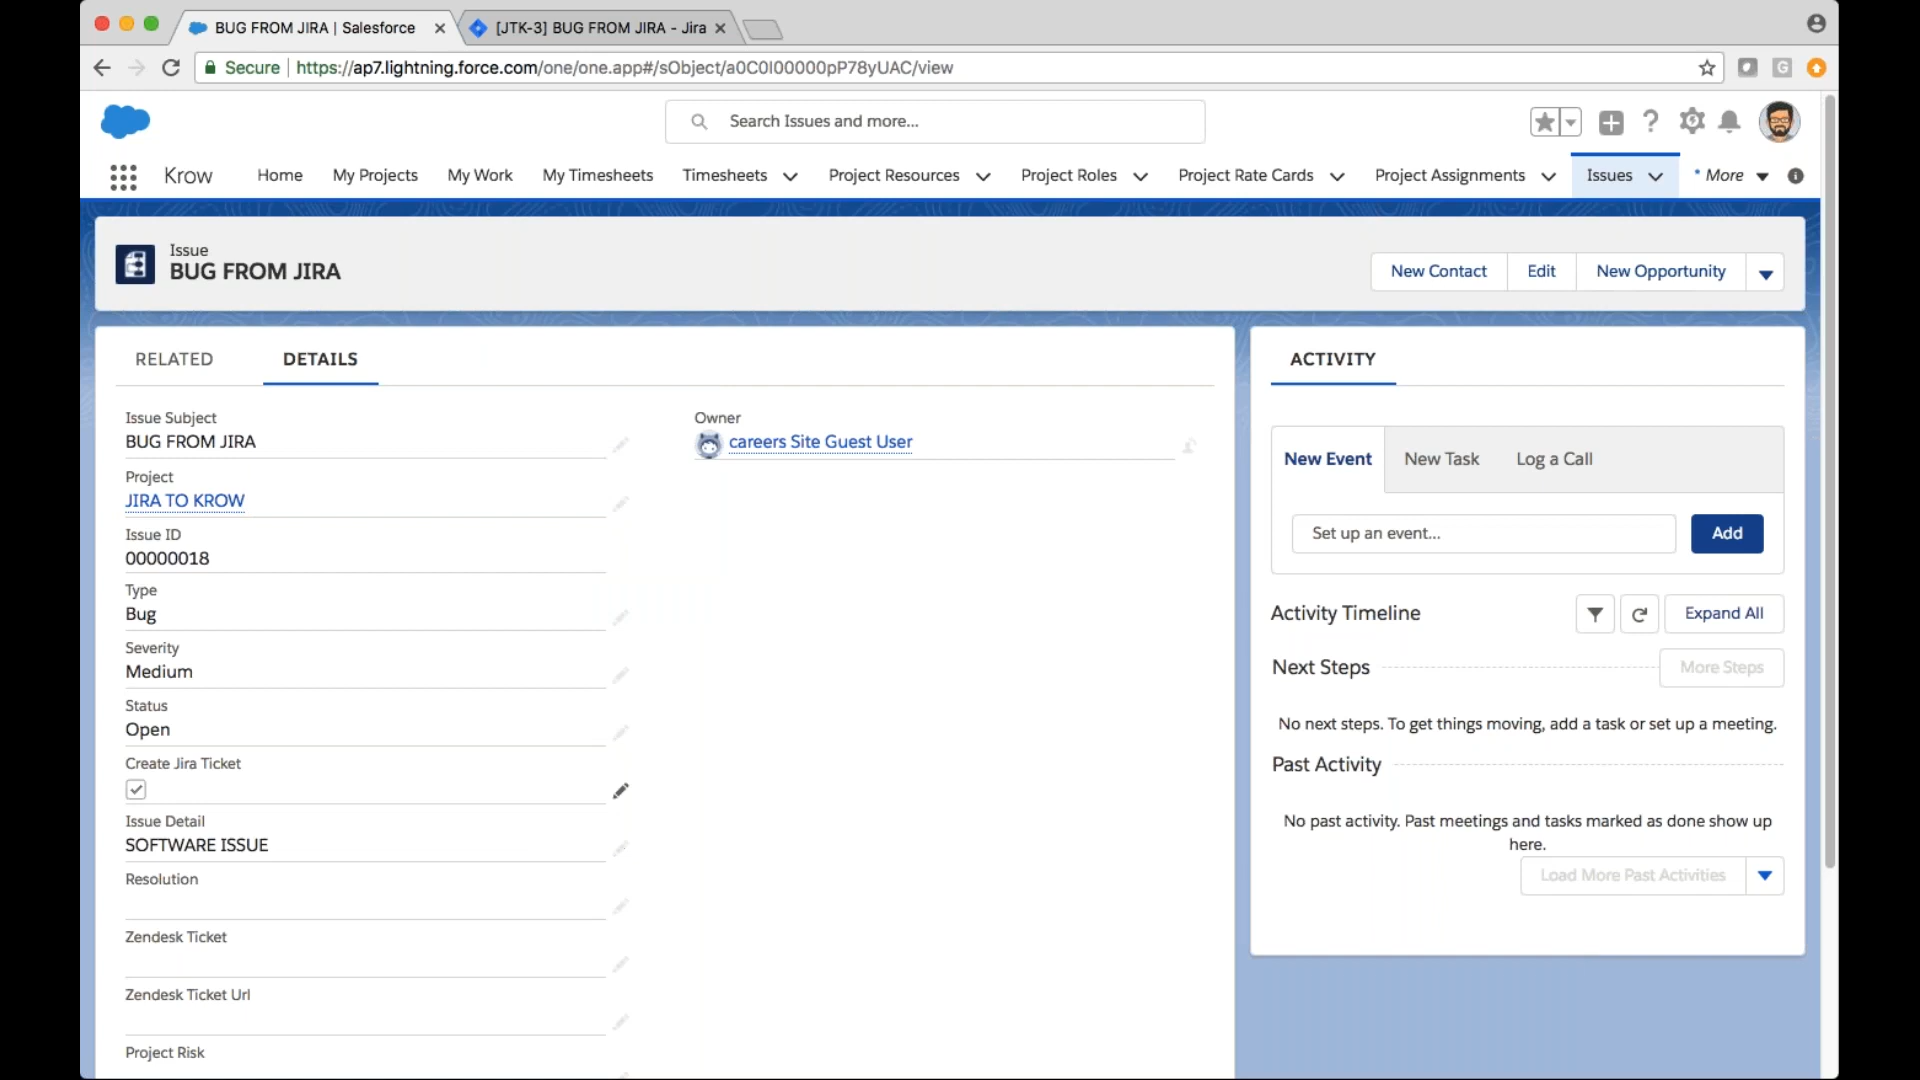 BUG FROM JIRA | Salesforce
[JTK-3] BUG FROM JIRA - Jira
Secure
https://ap7.lightning.force.com/one/one.app#/sObject/a0C0I00000pP78yUAC/view
G
Search Issues and more...
Krow
Home
My Projects
My Work
My Timesheets
Timesheets
Project Resources
Project Roles
Project Rate Cards
Project Assignments
Issues
* More
Issue
BUG FROM JIRA
New Contact
Edit
New Opportunity
RELATED
DETAILS
Issue Subject
BUG FROM JIRA
Project
JIRA TO KROW
Issue ID
00000018
Type
Bug
Severity
Medium
Status
Open
Create Jira Ticket
Issue Detail
SOFTWARE ISSUE
Resolution
Zendesk Ticket
Zendesk Ticket Url
Project Risk
Owner
careers Site Guest User
ACTIVITY
New Event
New Task
Log a Call
Set up an event...
Add
Activity Timeline
Expand All
Next Steps
More Steps
No next steps. To get things moving, add a task or set up a meeting.
Past Activity
No past activity. Past meetings and tasks marked as done show up
here.
Load More Past Activities